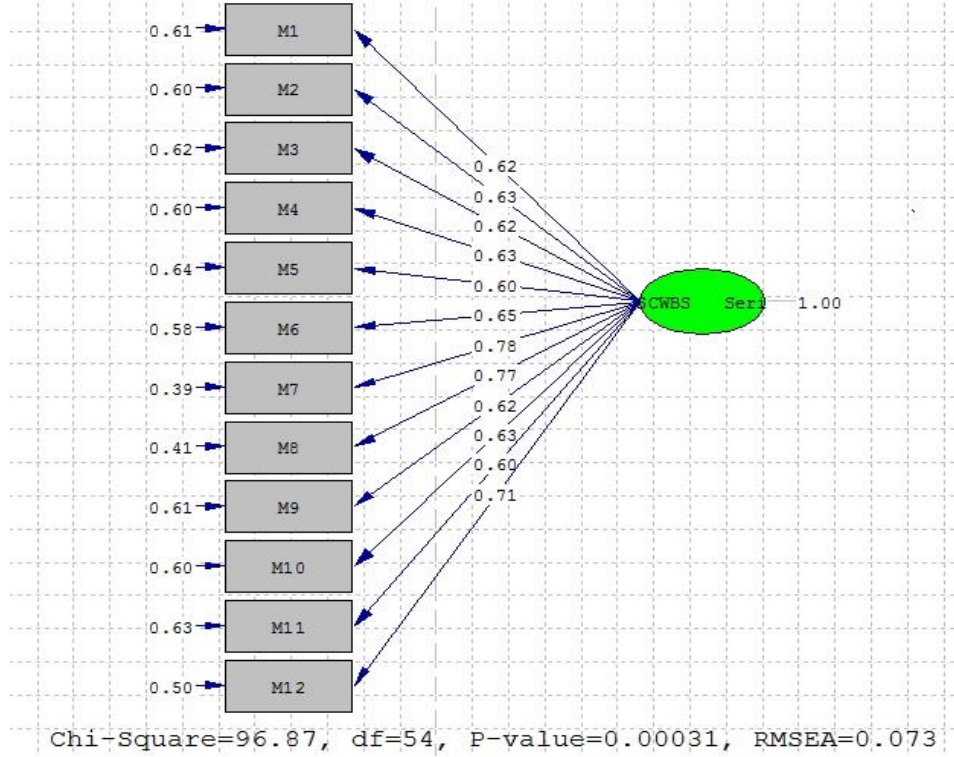 0.61 M1
0.60 M2
0.62 M3
0.60 M4
0.64 M5
0.58 M6
0.39 M7
0.41 M8
0.61 M9
0.60 M10
0.63 M11
0.50 M12
0.62
0.63
0.62
0.63
0.60
0.65
0.78
0.77
0.62
0.63
0.60
0.71
SCWBS Seri 1.00
Chi-Square=96.87, df=54, P-value=0.00031, RMSEA=0.073